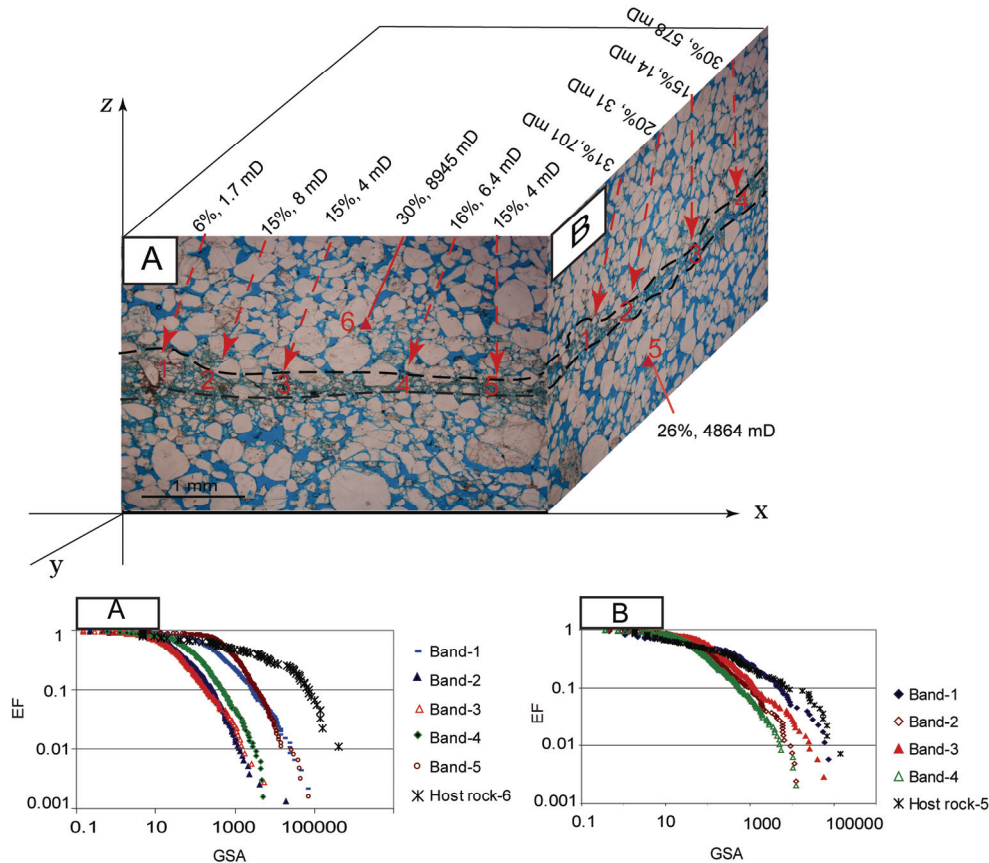 z
6%, 1.7 mD
15%, 8 mD
15%, 4 mD
30%, 8945 mD
16%, 6.4 mD
15%, 4 mD
31%,701 mD
20%, 31 mD
15%,14 mD
30%, 578 mD
A
B
1
2
3
4
5
6
1
2
3
4
5
26%, 4864 mD
1 mm
x
y
A
EF
1
0.1
0.01
0.001
0.1
10
1000
100000
GSA
Band-1
Band-2
Band-3
Band-4
Band-5
Host rock-6
B
EF
1
0.1
0.01
0.001
0.1
10
1000
100000
GSA
Band-1
Band-2
Band-3
Band-4
Host rock-5